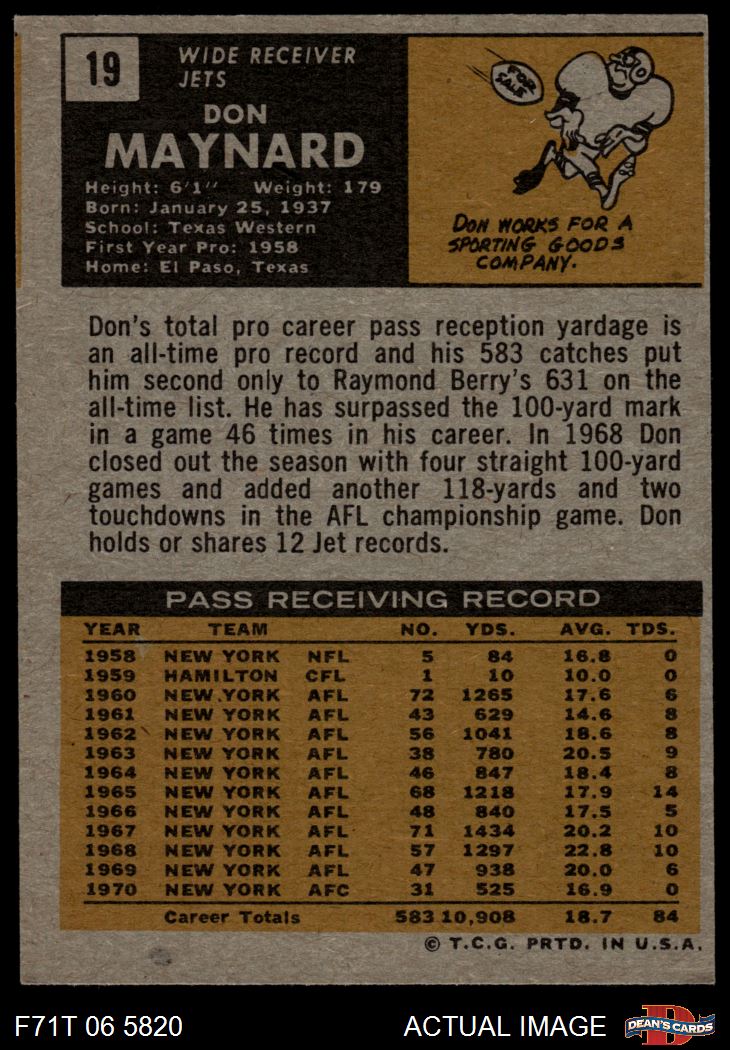 19
WIDE RECEIVER
JETS
DON
MAYNARD
Height: 6'1" Weight: 179
Born: January 25, 1937
School: Texas Western
First Year Pro: 1958
Home: El Paso, Texas
FOR
SALE
DON WORKS FOR A
SPORTING GOODS
COMPANY.
Don's total pro career pass reception yardage is
an all-time pro record and his 583 catches put
him second only to Raymond Berry's 631 on the
all-time list. He has surpassed the 100-yard mark
in a game 46 times in his career. In 1968 Don
closed out the season with four straight 100-yard
games and added another 118-yards and two
touchdowns in the AFL championship game. Don
holds or shares 12 Jet records.
PASS RECEIVING RECORD
YEAR TEAM NO. YDS. AVG. TDS.
1958 NEW YORK NFL 5 84 16.8 0
1959 HAMILTON CFL 1 10 10.0 0
1960 NEW YORK AFL 72 1265 17.6 6
1961 NEW YORK AFL 43 629 14.6 8
1962 NEW YORK AFL 56 1041 18.6 8
1963 NEW YORK AFL 38 780 20.5 9
1964 NEW YORK AFL 46 847 18.4 8
1965 NEW YORK AFL 68 1218 17.9 14
1966 NEW YORK AFL 48 840 17.5 5
1967 NEW YORK AFL 71 1434 20.2 10
1968 NEW YORK AFL 57 1297 22.8 10
1969 NEW YORK AFL 47 938 20.0 6
1970 NEW YORK AFC 31 525 16.9 0
Career Totals 583 10,908 18.7 84
© T.C.G. PRTD. IN U.S.A.
F71T 06 5820 ACTUAL IMAGE
D
DEAN'S CARDS